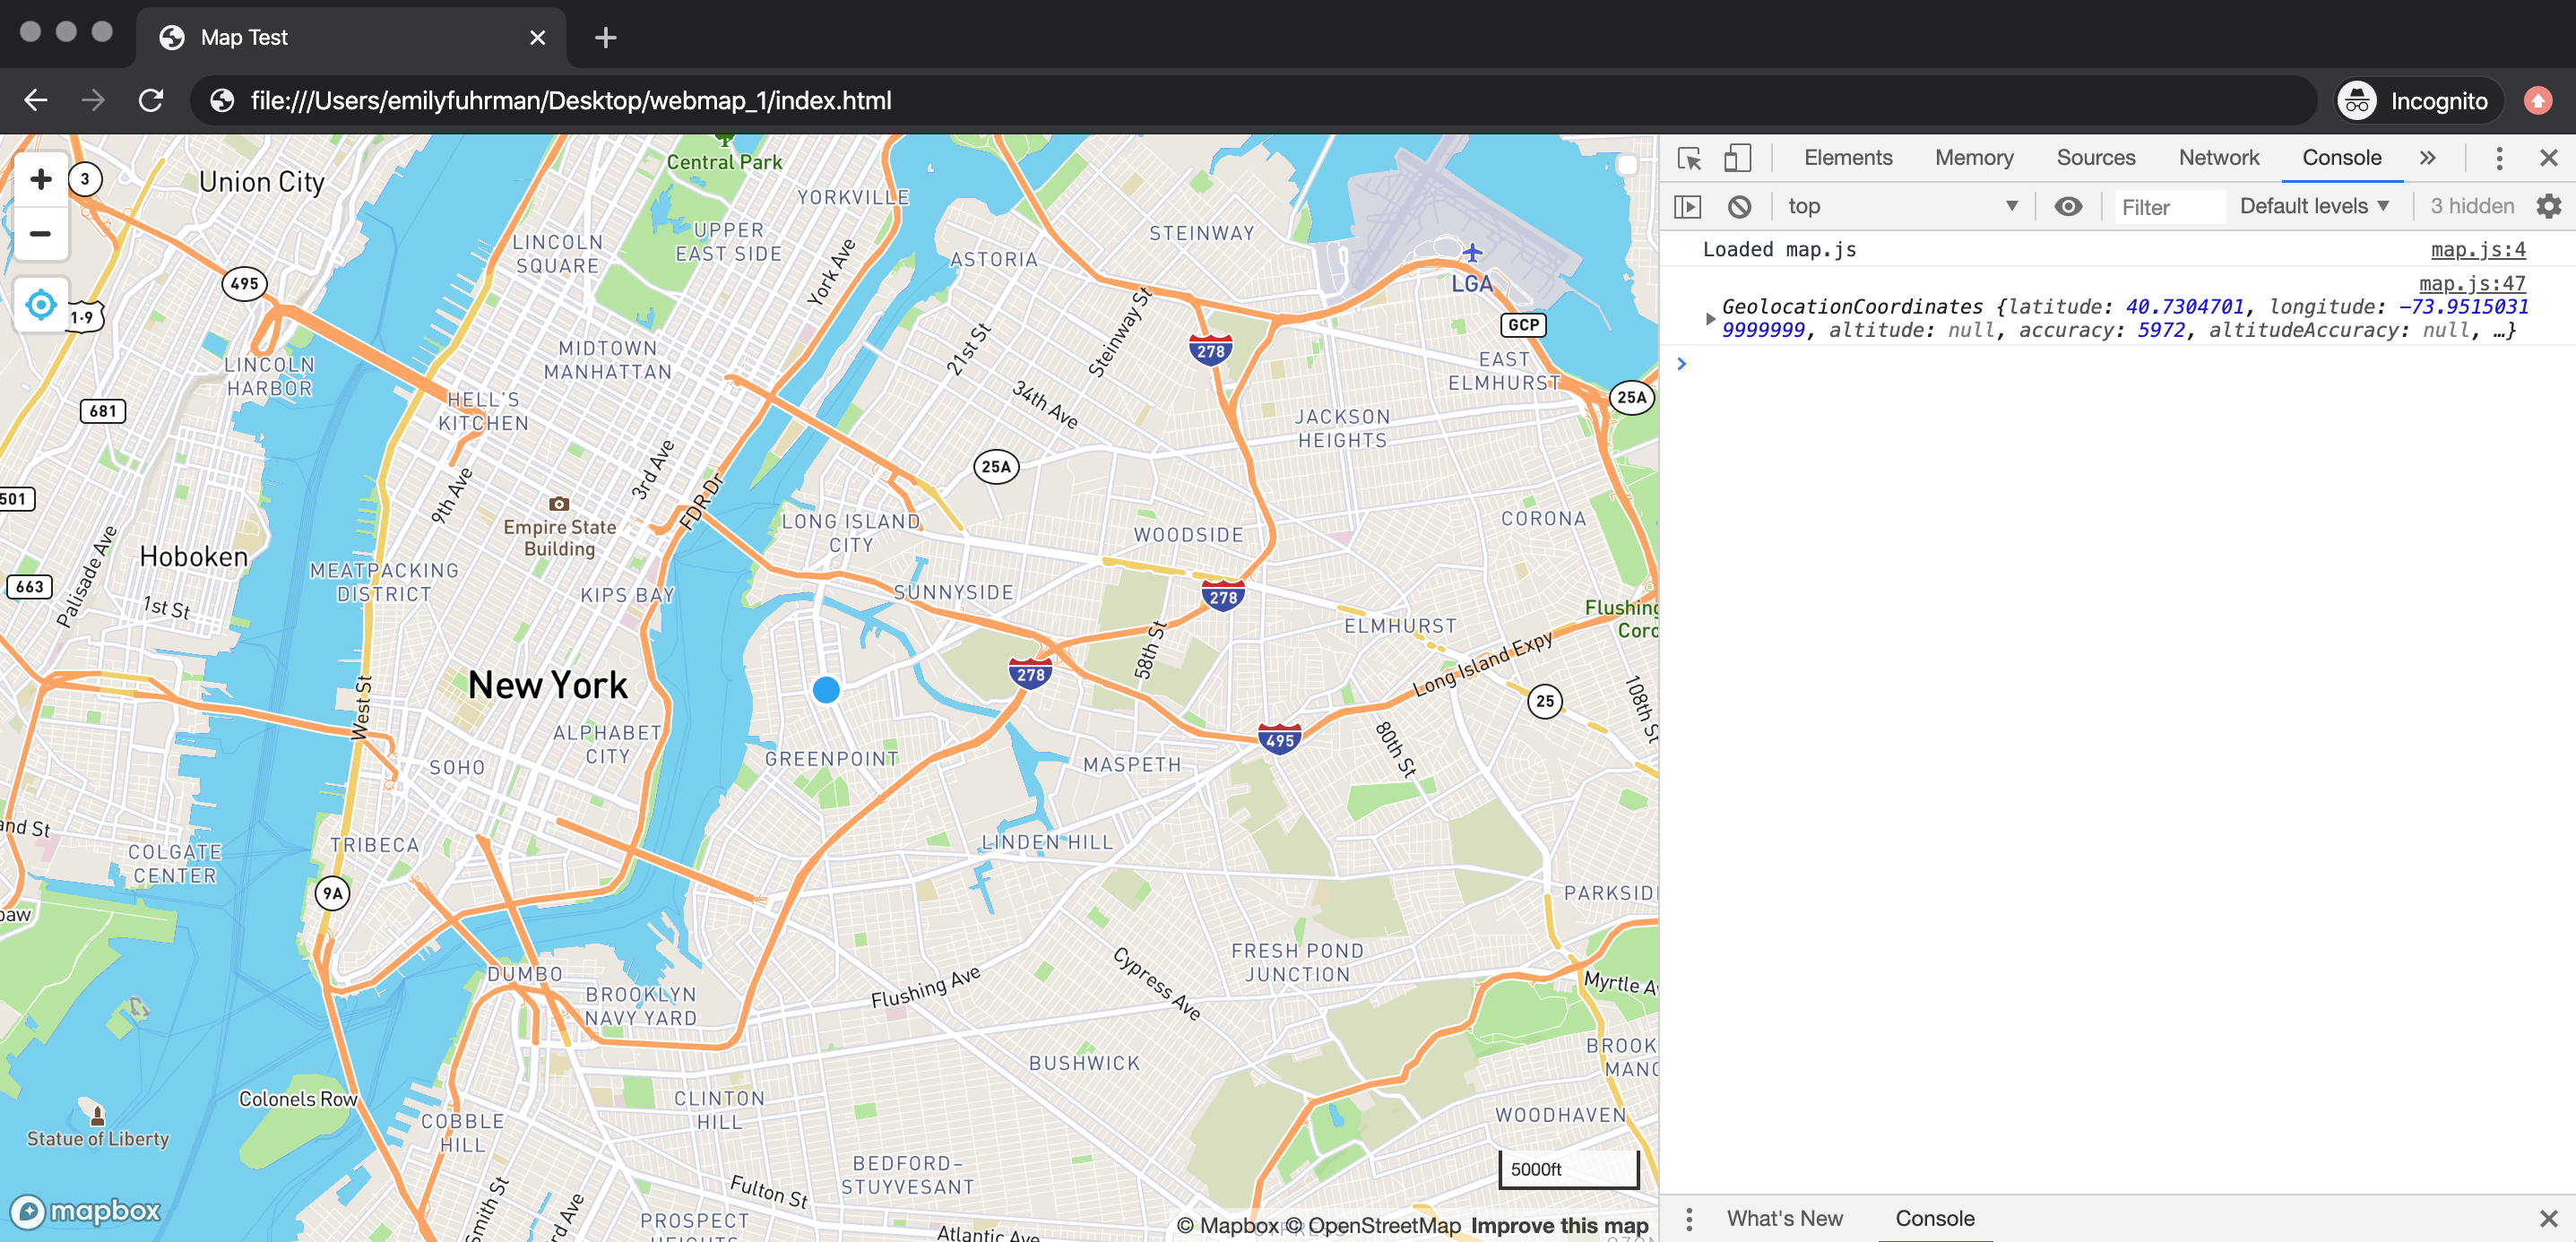 Map Test
file:///Users/emilyfuhrman/Desktop/webmap_1/index.html
Incognito
Elements Memory Sources Network Console
top
Filter
Default levels
3 hidden
Loaded map.js map.js:4
map.js:47
GeolocationCoordinates {latitude: 40.7304701, longitude: -73.9515031
9999999, altitude: null, accuracy: 5972, altitudeAccuracy: null, …}
What's New Console
Central Park
Union City
3
YORKVILLE
LINCOLN
SQUARE
UPPER
EAST SIDE
STEINWAY
ASTORIA
York Ave
LGA
495
1-9
GCP
278
Steinway St
21st St
MIDTOWN
MANHATTAN
LINCOLN
HARBOR
EAST
ELMHURST
34th Ave
25A
681
HELL'S
KITCHEN
JACKSON
HEIGHTS
3rd Ave
25A
9th Ave
501
FDR Dr
Empire State
Building
LONG ISLAND
CITY
CORONA
WOODSIDE
Hoboken
Palisade Ave
MEATPACKING
DISTRICT
663
1st St
KIPS BAY
SUNNYSIDE
278
Flushing
Coro
ELMHURST
58th St
Long Island Expy
New York
278
West St
25
108th St
ALPHABET
CITY
495
80th St
GREENPOINT
MASPETH
SOHO
and St
TRIBECA
LINDEN HILL
COLGATE
CENTER
9A
PARKSIDE
paw
FRESH POND
JUNCTION
Cypress Ave
DUMBO
Flushing Ave
Myrtle A
BROOKLYN
NAVY YARD
BROOK
MANO
BUSHWICK
Colonels Row
CLINTON
HILL
COBBLE
HILL
WOODHAVEN
Statue of Liberty
BEDFORD-
STUYVESANT
5000ft
Fulton St
Smith St
rd Ave
mapbox
PROSPECT
HEIGHTS
Atlantic Ave
© Mapbox © OpenStreetMap Improve this map